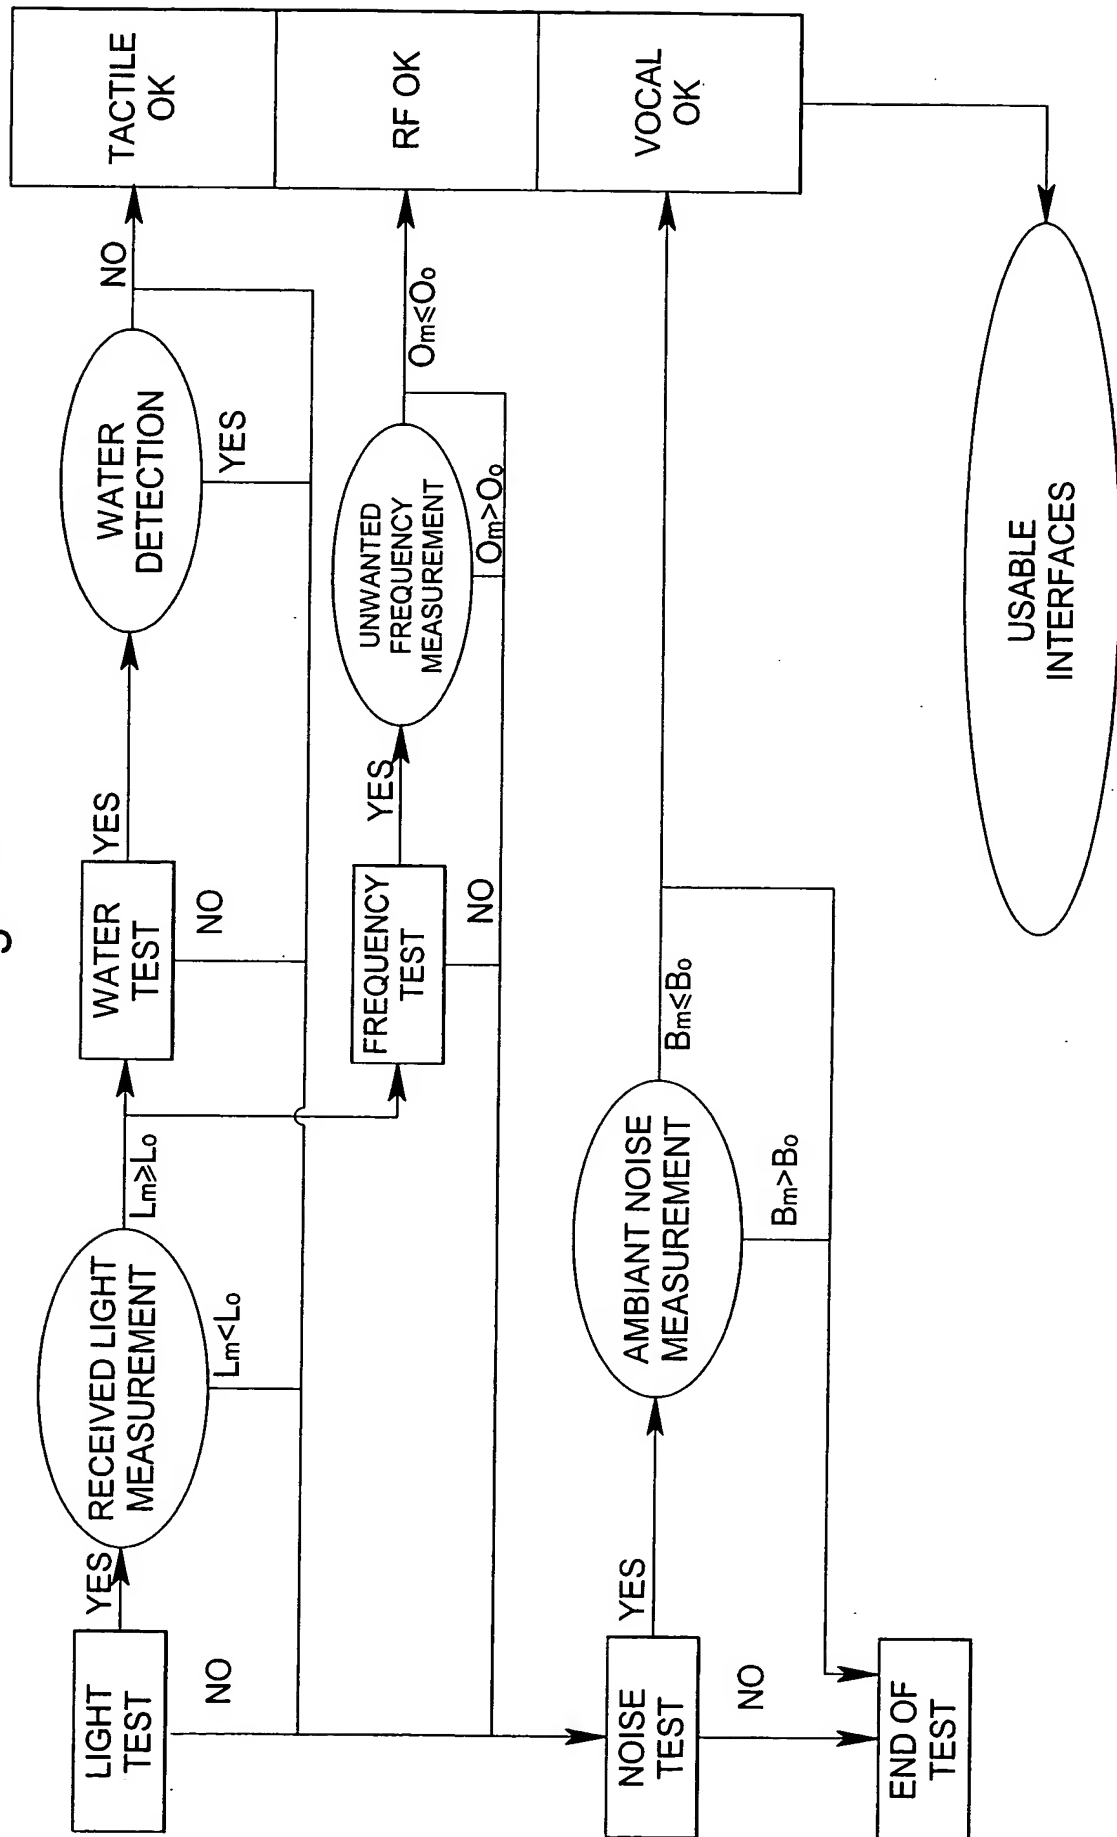 LIGHT
TEST
YES
NO
RECEIVED LIGHT
MEASUREMENT
Lm≥Lo
Lm<Lo
WATER
TEST
YES
NO
WATER
DETECTION
NO
YES
TACTILE
OK
FREQUENCY
TEST
YES
NO
UNWANTED
FREQUENCY
MEASUREMENT
Om≤Oo
Om>Oo
RF OK
NOISE
TEST
YES
NO
AMBIANT NOISE
MEASUREMENT
Bm≤Bo
Bm>Bo
VOCAL
OK
END OF
TEST
USABLE
INTERFACES